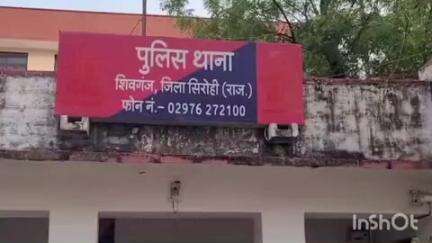 पुलिस थाना
शिवगंज, जिला सिरोही (राज.)
फोन नं.- 02976 272100
InShOt